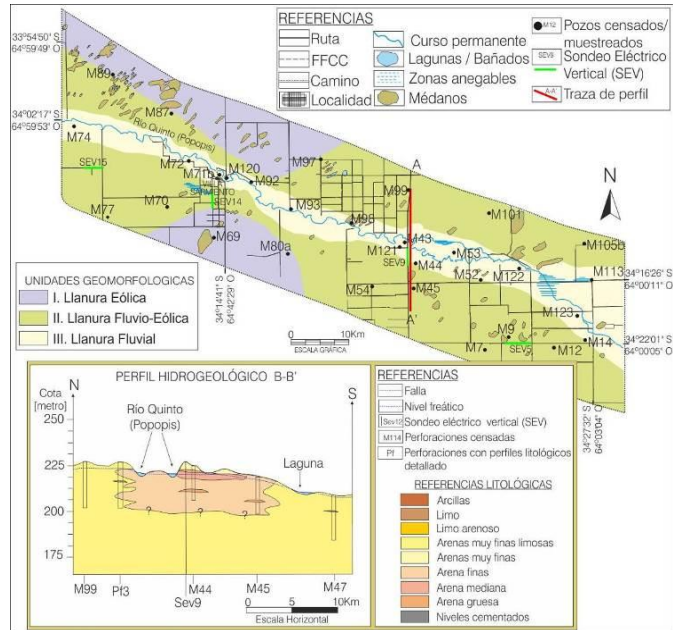 REFERENCIAS
Ruta
FFCC
Camino
Localidad
Curso permanente
Lagunas / Bañados
Zonas anegables
Médanos
M12
Pozos censados/
muestreados
SEV9
Sondeo Eléctrico
Vertical (SEV)
A-A'
Traza de perfil
33°54'50" S
64°59'49" O
34°02'17" S
64°59'53" O
M89
M87
Río Quinto (Popopis)
M74
M72
M71b
M120
M92
M97
SEV15
VILLA
SARMIENTO
SEV14
M77
M70
M69
M80a
M93
M98
A
M99
M43
M121
SEV9
M44
M54
M45
A'
M101
M53
M52
M122
M105b
M113
M123
M9
M7
SEV5
M12
M14
N
34°16'26" S
64°00'11" O
34°22'01" S
64°00'05" O
34°14'41" S
64°42'29" O
34°27'32" S
64°03'04" O
0 10Km
ESCALA GRÁFICA
UNIDADES GEOMORFOLOGICAS
I. Llanura Eólica
II. Llanura Fluvio-Eólica
III. Llanura Fluvial
PERFIL HIDROGEOLÓGICO B-B'
Cota
[metro]
N
S
250
225
200
175
Río Quinto
(Popopis)
Laguna
? ? ?
M99
Pf3
Sev9
M44
M45
M47
0 5 10Km
Escala Horizontal
REFERENCIAS
Falla
Nivel freático
Sev12
Sondeo eléctrico vertical (SEV)
M114
Perforaciones censadas
Pf
Perforaciones con perfiles litológicos
detallado
REFERENCIAS LITOLÓGICAS
Arcillas
Limo
Limo arenoso
Arenas muy finas limosas
Arenas muy finas
Arena finas
Arena mediana
Arena gruesa
Niveles cementados